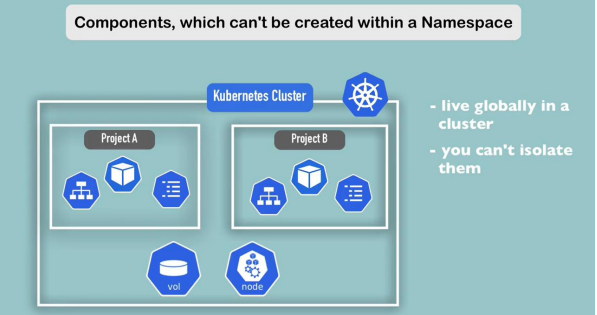 Components, which can't be created within a Namespace
Kubernetes Cluster
Project A
Project B
vol
node
- live globally in a
cluster
- you can't isolate
them